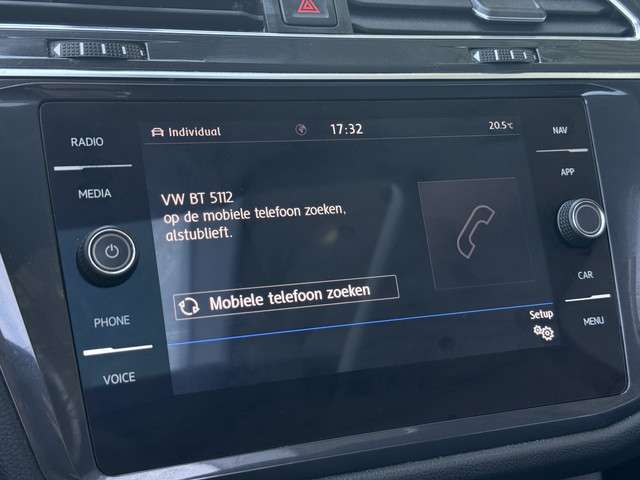 RADIO
MEDIA
PHONE
VOICE
Individual 17:32 20.5°C
VW BT 5112
op de mobiele telefoon zoeken,
alstublieft.
Mobiele telefoon zoeken
Setup
NAV
APP
CAR
MENU